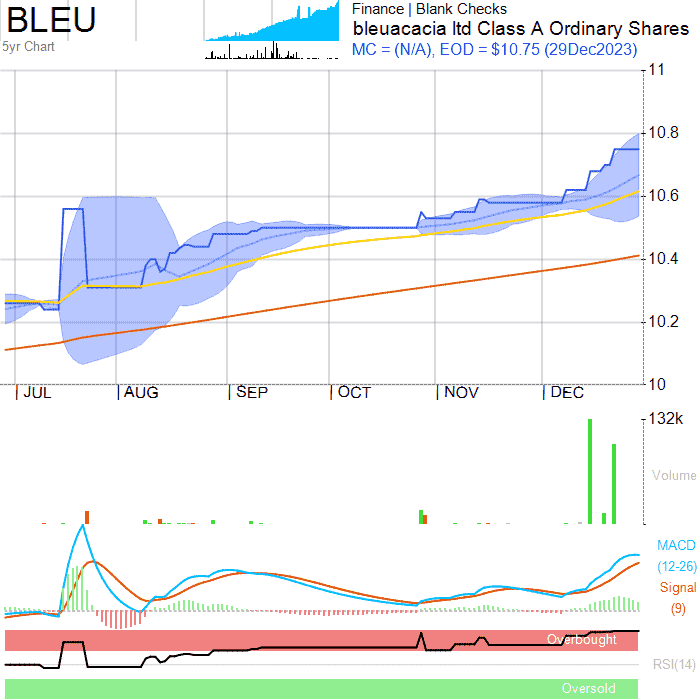 BLEU
5yr Chart
Finance | Blank Checks
bleuacacia ltd Class A Ordinary Shares
MC = (N/A), EOD = $10.75 (29Dec2023)
11
10.8
10.6
10.4
10.2
10
JUL AUG SEP OCT NOV DEC
132k
Volume
MACD
(12-26)
Signal
(9)
Overbought
RSI(14)
Oversold